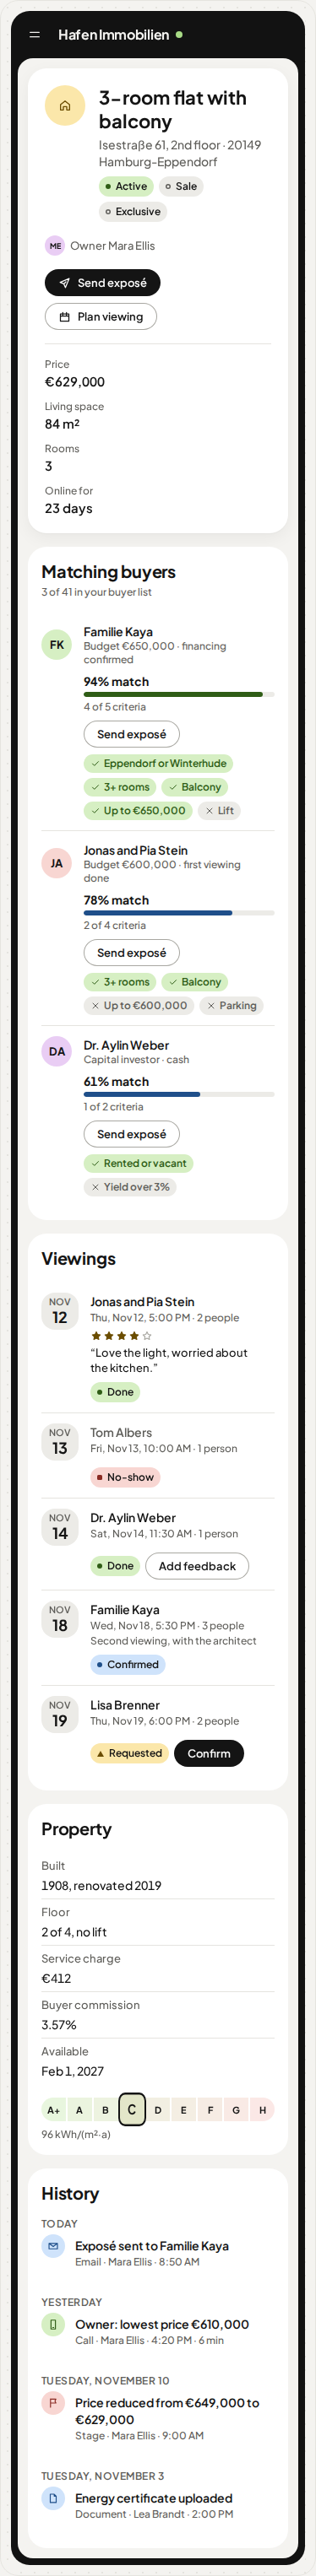 Hafen Immobilien
3-room flat with
balcony
Isestraße 61, 2nd floor · 20149
Hamburg-Eppendorf
Active
Sale
Exclusive
ME
Owner Mara Ellis
Send exposé
Plan viewing
Price
€629,000
Living space
84 m²
Rooms
3
Online for
23 days
Matching buyers
3 of 41 in your buyer list
FK
Familie Kaya
Budget €650,000 · financing
confirmed
94% match
4 of 5 criteria
Send exposé
Eppendorf or Winterhude
3+ rooms
Balcony
Up to €650,000
Lift
JA
Jonas and Pia Stein
Budget €600,000 · first viewing
done
78% match
2 of 4 criteria
Send exposé
3+ rooms
Balcony
Up to €600,000
Parking
DA
Dr. Aylin Weber
Capital investor · cash
61% match
1 of 2 criteria
Send exposé
Rented or vacant
Yield over 3%
Viewings
NOV
12
Jonas and Pia Stein
Thu, Nov 12, 5:00 PM · 2 people
“Love the light, worried about
the kitchen.”
Done
NOV
13
Tom Albers
Fri, Nov 13, 10:00 AM · 1 person
No-show
NOV
14
Dr. Aylin Weber
Sat, Nov 14, 11:30 AM · 1 person
Done
Add feedback
NOV
18
Familie Kaya
Wed, Nov 18, 5:30 PM · 3 people
Second viewing, with the architect
Confirmed
NOV
19
Lisa Brenner
Thu, Nov 19, 6:00 PM · 2 people
Requested
Confirm
Property
Built
1908, renovated 2019
Floor
2 of 4, no lift
Service charge
€412
Buyer commission
3.57%
Available
Feb 1, 2027
A+ A B C D E F G H
96 kWh/(m²·a)
History
TODAY
Exposé sent to Familie Kaya
Email · Mara Ellis · 8:50 AM
YESTERDAY
Owner: lowest price €610,000
Call · Mara Ellis · 4:20 PM · 6 min
TUESDAY, NOVEMBER 10
Price reduced from €649,000 to
€629,000
Stage · Mara Ellis · 9:00 AM
TUESDAY, NOVEMBER 3
Energy certificate uploaded
Document · Lea Brandt · 2:00 PM